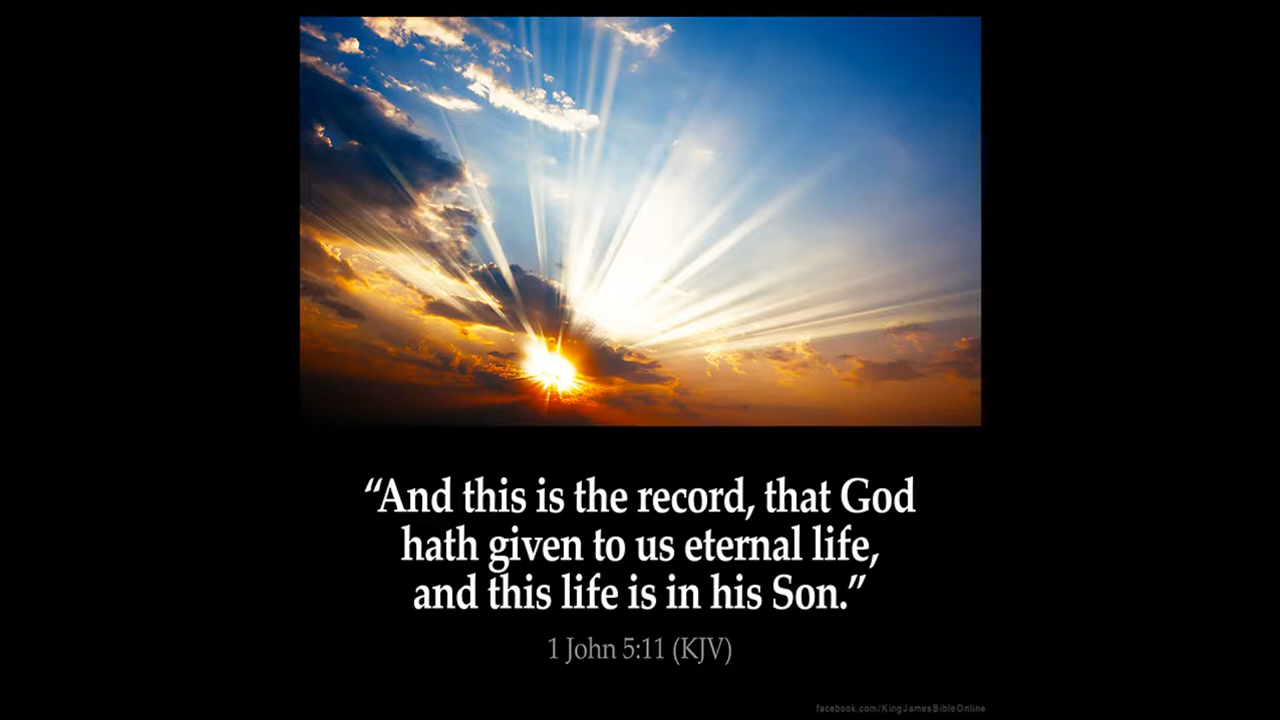 “And this is the record, that God
hath given to us eternal life,
and this life is in his Son.”
1 John 5:11 (KJV)
facebook.com/KingJamesBibleOnline